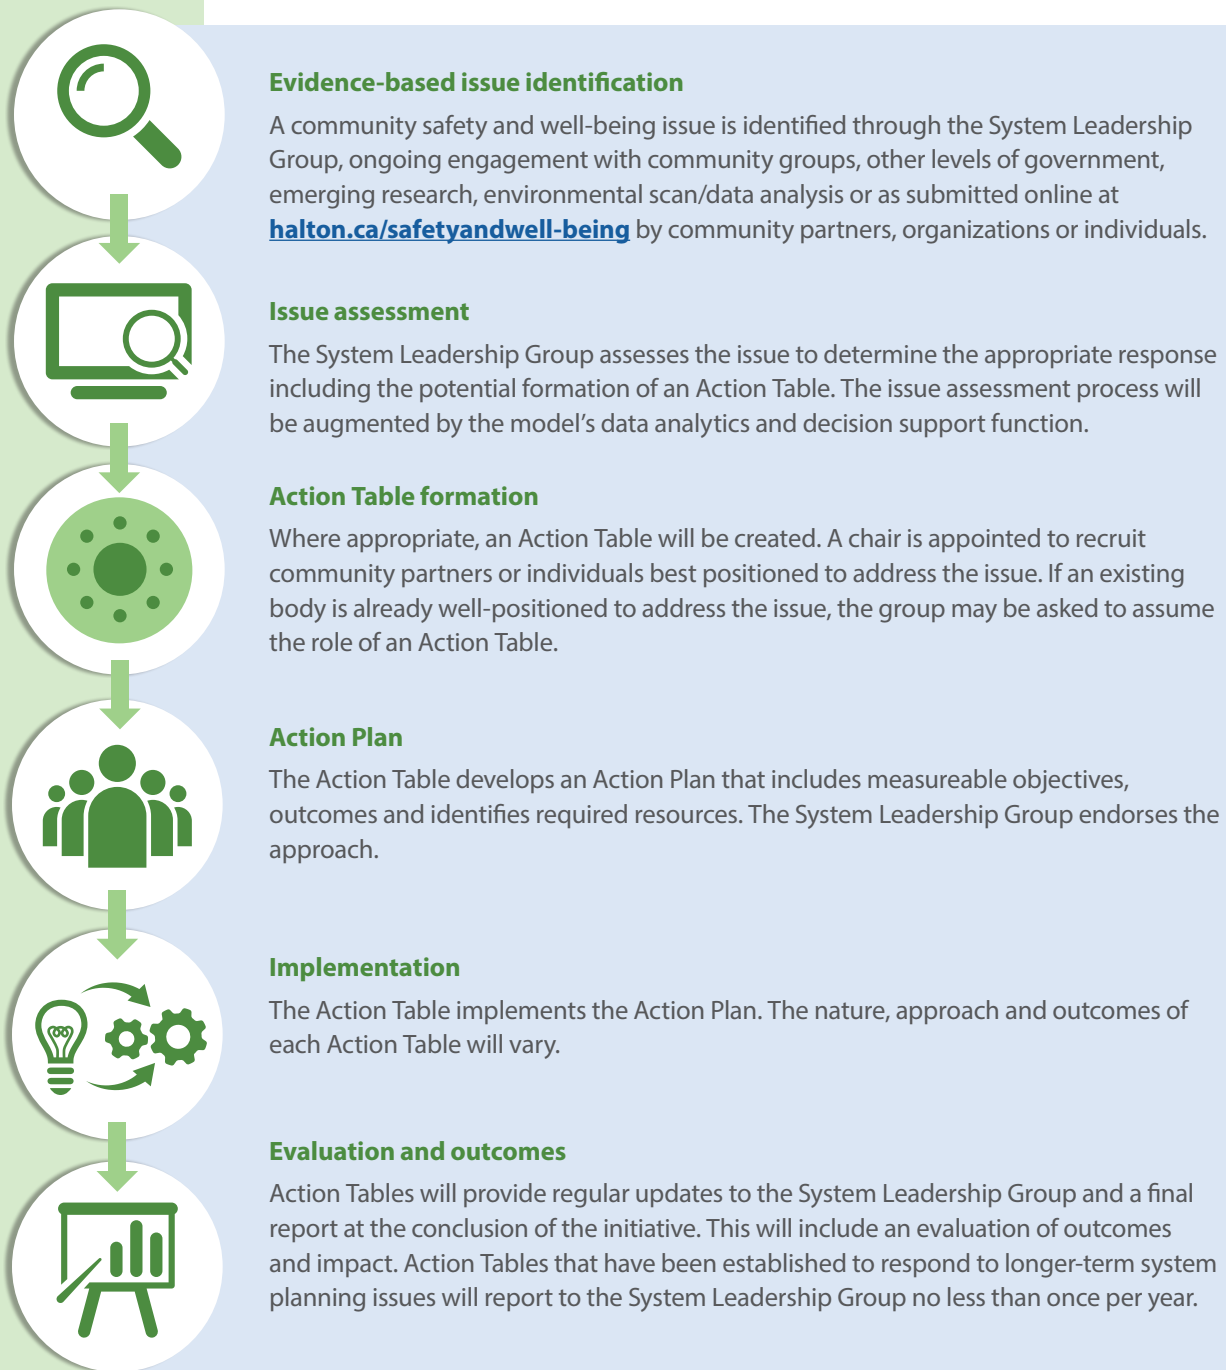 Evidence-based issue identification
A community safety and well-being issue is identified through the System Leadership
Group, ongoing engagement with community groups, other levels of government,
emerging research, environmental scan/data analysis or as submitted online at
halton.ca/safetyandwell-being by community partners, organizations or individuals.
Issue assessment
The System Leadership Group assesses the issue to determine the appropriate response
including the potential formation of an Action Table. The issue assessment process will
be augmented by the model's data analytics and decision support function.
Action Table formation
Where appropriate, an Action Table will be created. A chair is appointed to recruit
community partners or individuals best positioned to address the issue. If an existing
body is already well-positioned to address the issue, the group may be asked to assume
the role of an Action Table.
Action Plan
The Action Table develops an Action Plan that includes measureable objectives,
outcomes and identifies required resources. The System Leadership Group endorses the
approach.
Implementation
The Action Table implements the Action Plan. The nature, approach and outcomes of
each Action Table will vary.
Evaluation and outcomes
Action Tables will provide regular updates to the System Leadership Group and a final
report at the conclusion of the initiative. This will include an evaluation of outcomes
and impact. Action Tables that have been established to respond to longer-term system
planning issues will report to the System Leadership Group no less than once per year.